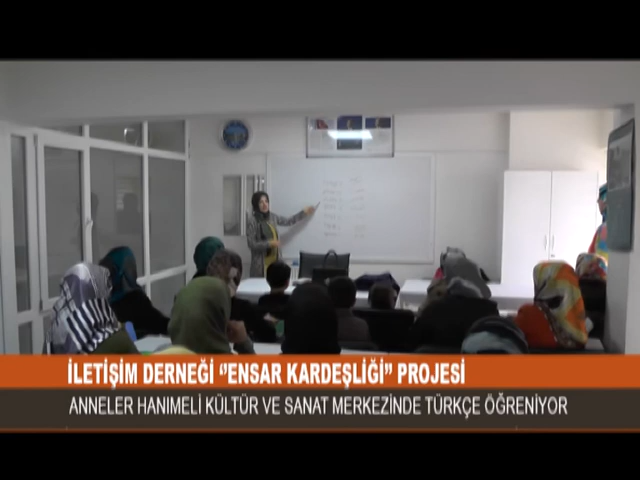 İLETİŞİM DERNEĞİ ‘’ENSAR KARDEŞLİĞİ’’ PROJESİ
ANNELER HANIMELİ KÜLTÜR VE SANAT MERKEZİNDE TÜRKÇE ÖĞRENİYOR